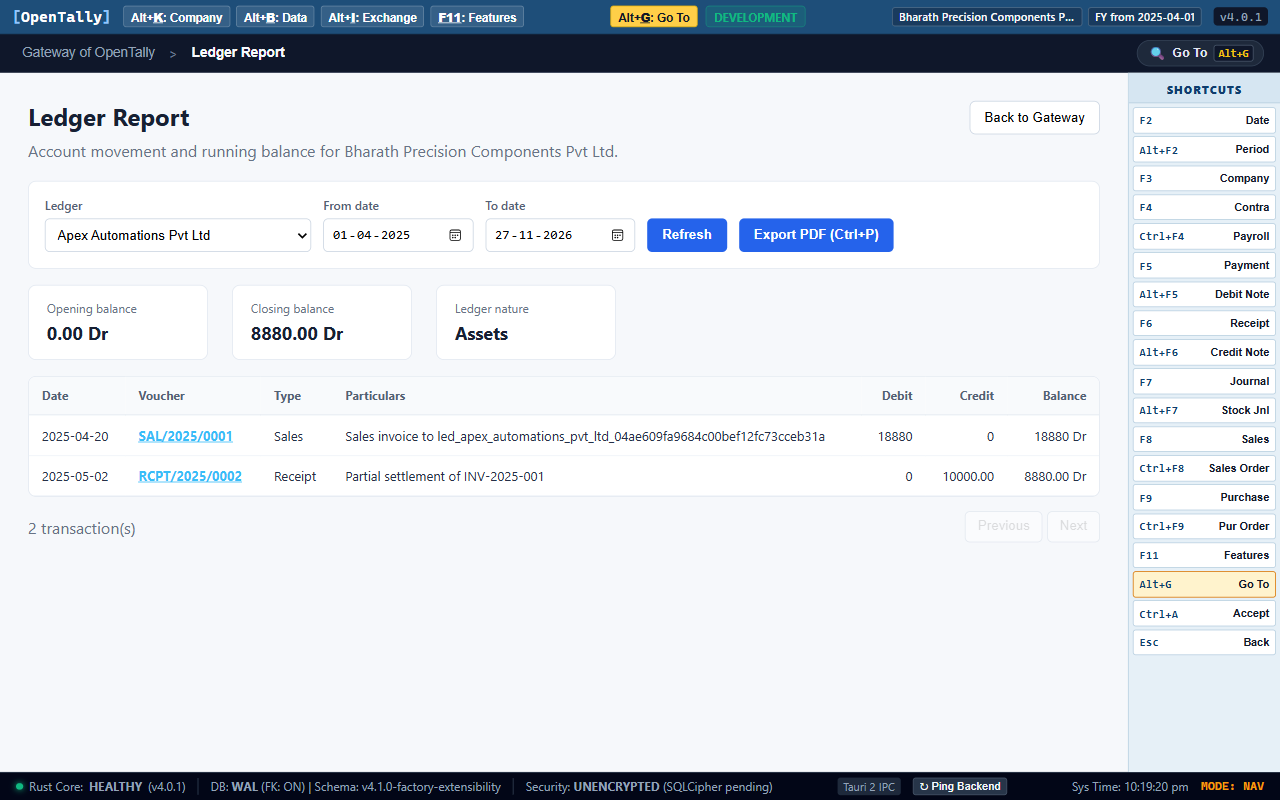 [OpenTally] Alt+K: Company Alt+B: Data Alt+I: Exchange F11: Features Alt+G: Go To DEVELOPMENT Bharath Precision Components P... FY from 2025-04-01 v4.0.1
Gateway of OpenTally > Ledger Report Go To Alt+G
SHORTCUTS
Ledger Report
Back to Gateway
Account movement and running balance for Bharath Precision Components Pvt Ltd.
Ledger From date To date
Apex Automations Pvt Ltd 01-04-2025 27-11-2026 Refresh Export PDF (Ctrl+P)
Opening balance Closing balance Ledger nature
0.00 Dr 8880.00 Dr Assets
Date Voucher Type Particulars Debit Credit Balance
2025-04-20 SAL/2025/0001 Sales Sales invoice to led_apex_automations_pvt_ltd_04ae609fa9684c00bef12fc73cceb31a 18880 0 18880 Dr
2025-05-02 RCPT/2025/0002 Receipt Partial settlement of INV-2025-001 0 10000.00 8880.00 Dr
2 transaction(s) Previous Next
F2 Date
Alt+F2 Period
F3 Company
F4 Contra
Ctrl+F4 Payroll
F5 Payment
Alt+F5 Debit Note
F6 Receipt
Alt+F6 Credit Note
F7 Journal
Alt+F7 Stock Jnl
F8 Sales
Ctrl+F8 Sales Order
F9 Purchase
Ctrl+F9 Pur Order
F11 Features
Alt+G Go To
Ctrl+A Accept
Esc Back
Rust Core: HEALTHY (v4.0.1) DB: WAL (FK: ON) | Schema: v4.1.0-factory-extensibility Security: UNENCRYPTED (SQLCipher pending) Tauri 2 IPC ↻ Ping Backend Sys Time: 10:19:20 pm MODE: NAV